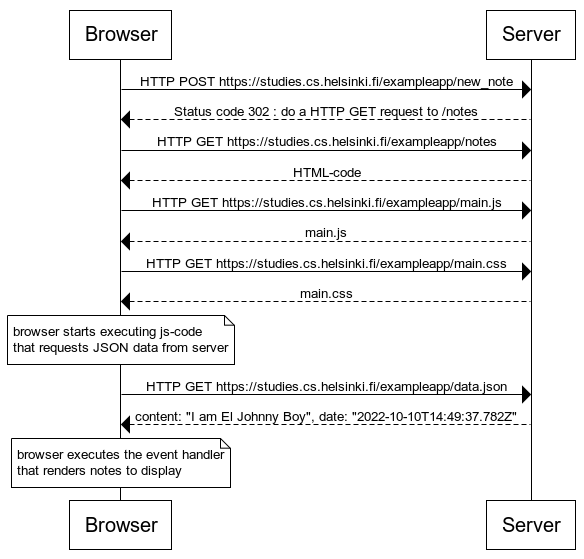 Browser
Server
HTTP POST https://studies.cs.helsinki.fi/exampleapp/new_note
Status code 302 : do a HTTP GET request to /notes
HTTP GET https://studies.cs.helsinki.fi/exampleapp/notes
HTML-code
HTTP GET https://studies.cs.helsinki.fi/exampleapp/main.js
main.js
HTTP GET https://studies.cs.helsinki.fi/exampleapp/main.css
main.css
browser starts executing js-code
that requests JSON data from server
HTTP GET https://studies.cs.helsinki.fi/exampleapp/data.json
content: "I am El Johnny Boy", date: "2022-10-10T14:49:37.782Z"
browser executes the event handler
that renders notes to display
Browser
Server